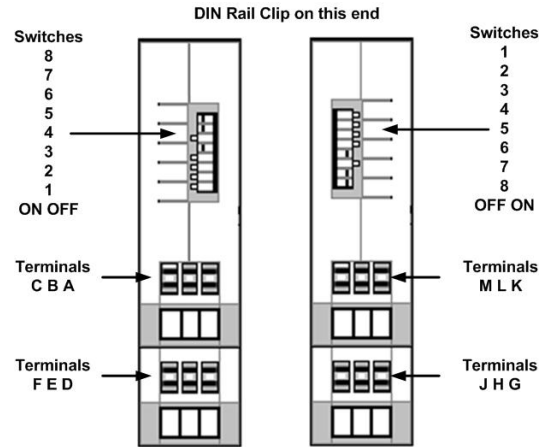 DIN Rail Clip on this end
Switches
8
7
6
5
4
3
2
1
ON OFF
Terminals
C B A
Terminals
F E D
Switches
1
2
3
4
5
6
7
8
OFF ON
Terminals
M L K
Terminals
J H G